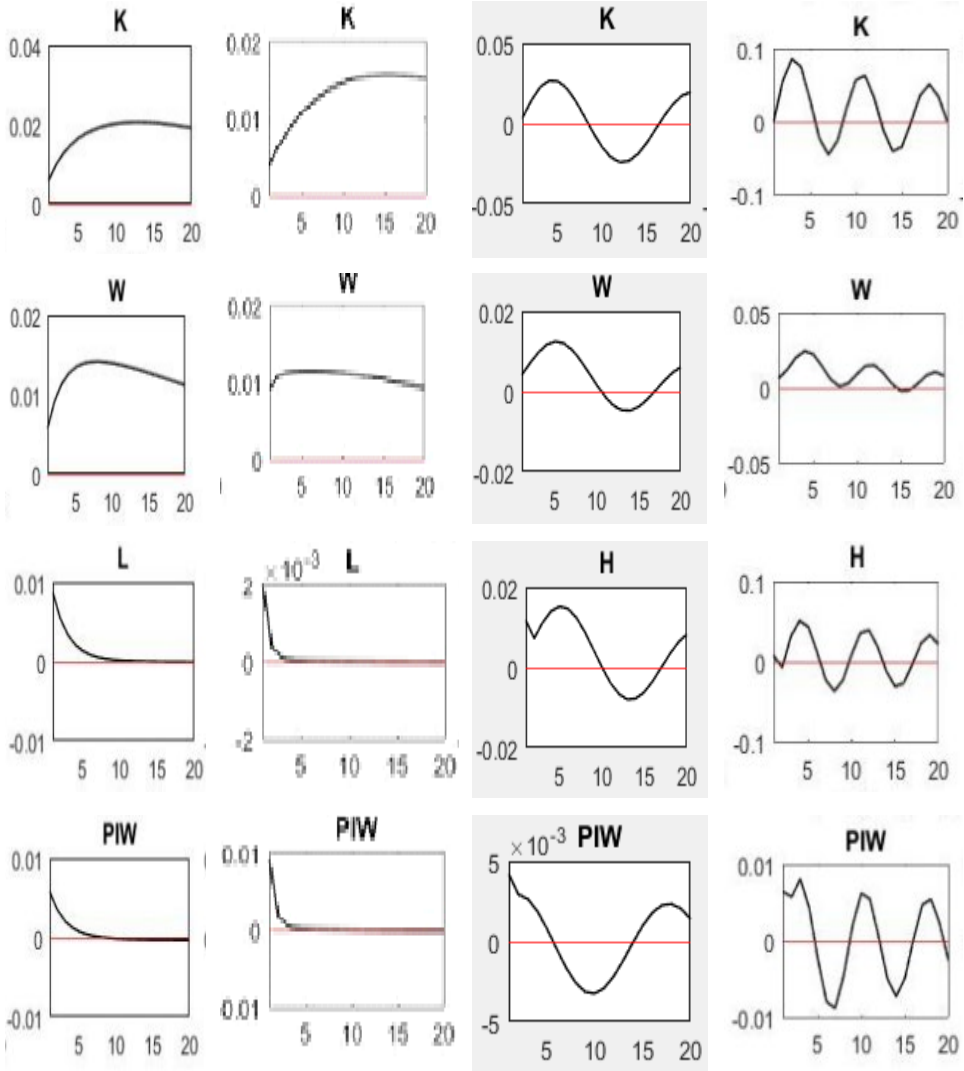 K K K K
0.04 0.02 0.05 0.1
0.02 0.01 0 0
0 0 -0.05 -0.1
5 10 15 20 5 10 15 20 5 10 15 20 5 10 15 20
W W W W
0.02 0.02 0.02 0.05
0.01 0.01 0 0
0 0 -0.02 -0.05
5 10 15 20 5 10 15 20 5 10 15 20 5 10 15 20
L × 10⁻³ L H H
0.01 2 0.02 0.1
0 0 0 0
-0.01 -2 -0.02 -0.1
5 10 15 20 5 10 15 20 5 10 15 20 5 10 15 20
PIW PIW × 10⁻³ PIW PIW
0.01 0.01 5 0.01
0 0 0 0
-0.01 0.01 -5 -0.01
5 10 15 20 5 10 15 20 5 10 15 20 5 10 15 20